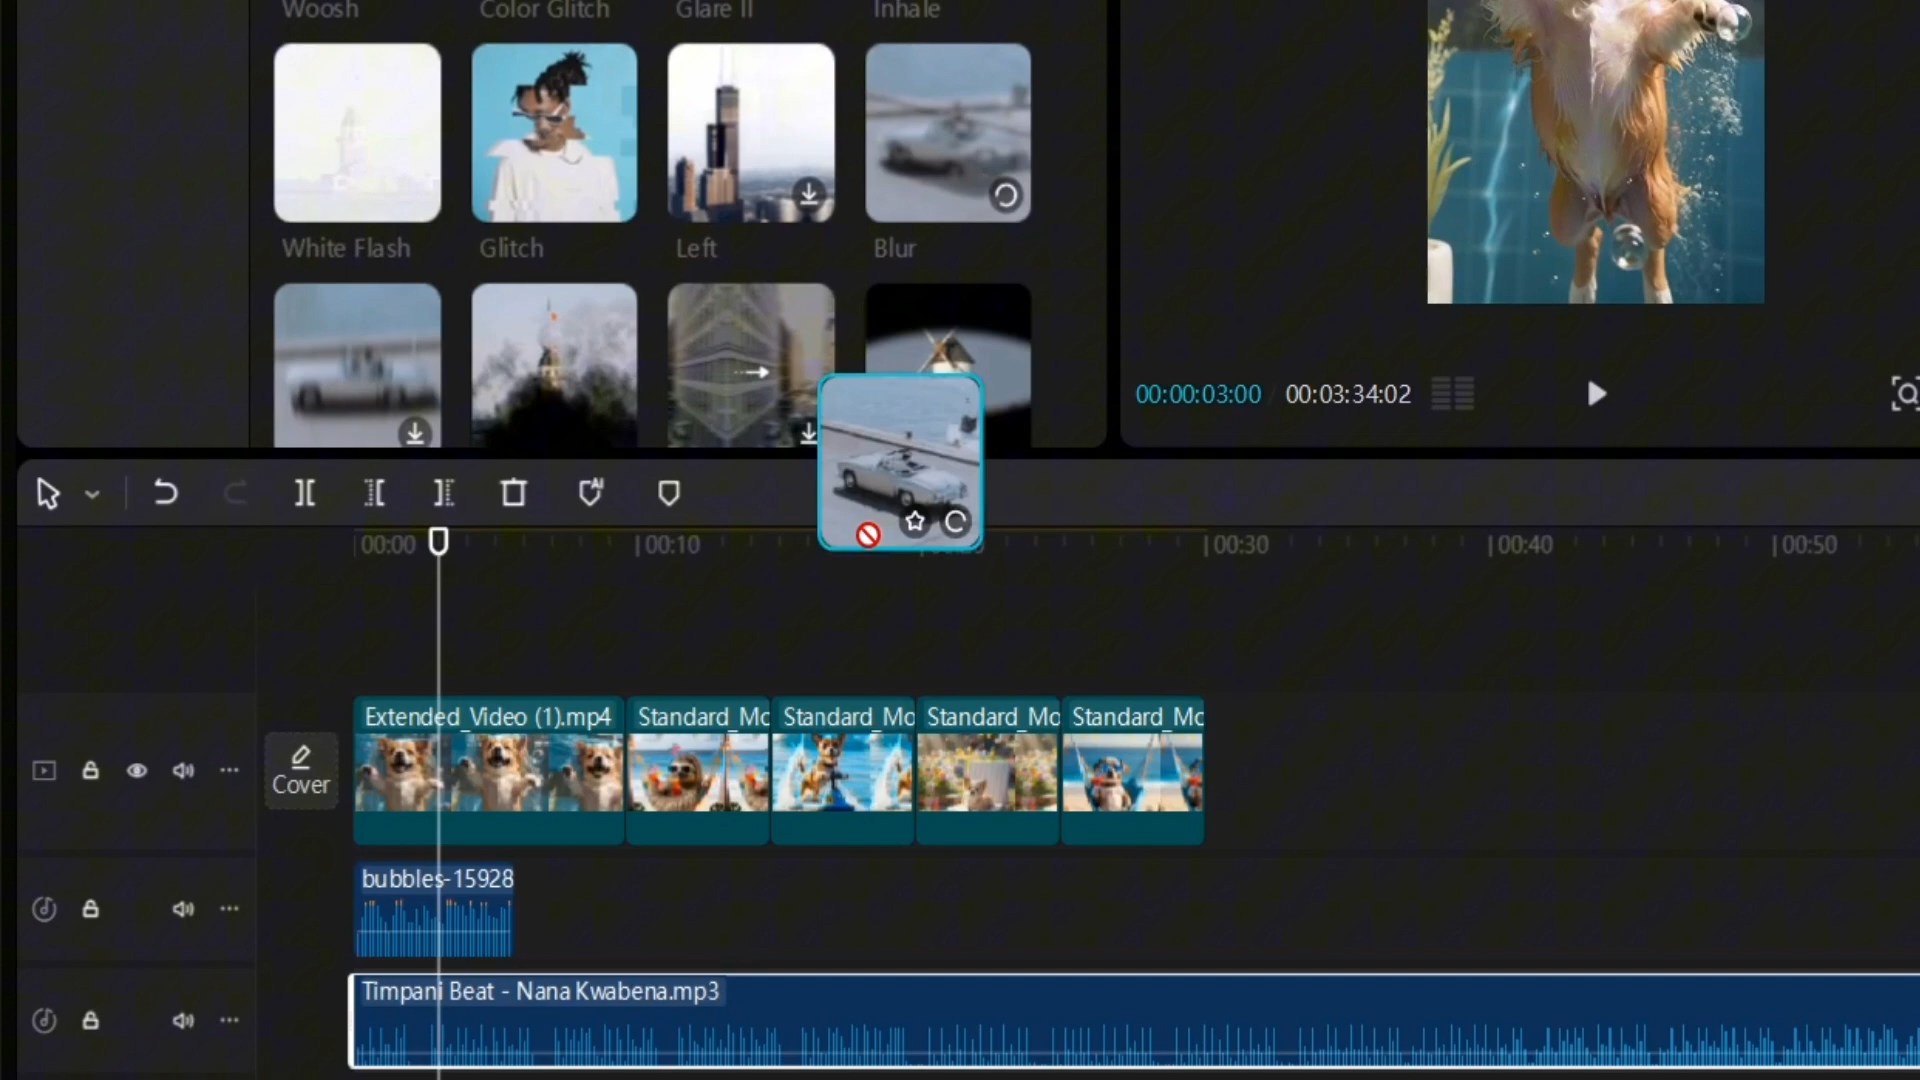 Woosh
Color Glitch
Glare II
Inhale
White Flash
Glitch
Left
Blur
00:00:03:00
00:03:34:02
AI
00:00
00:10
00:30
00:40
00:50
Cover
Extended_Video (1).mp4
Standard_Mo
Standard_Mo
Standard_Mo
Standard_Mo
bubbles-15928
Timpani Beat - Nana Kwabena.mp3